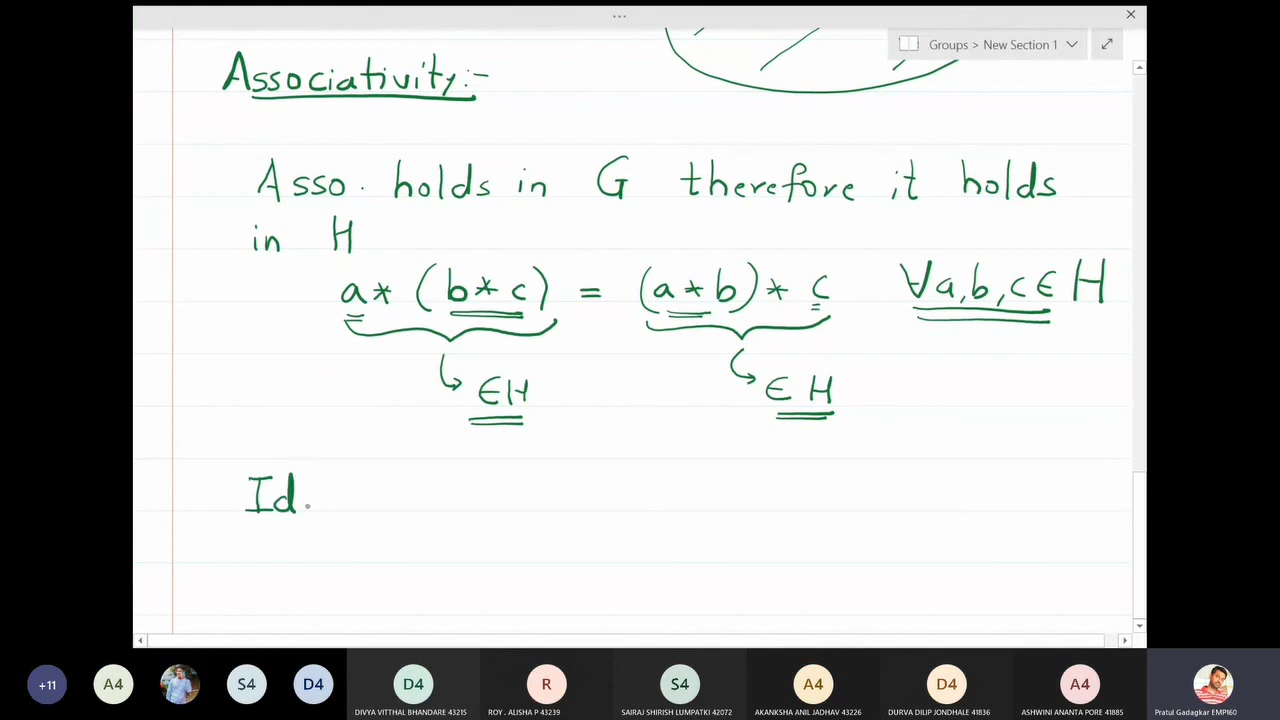 Groups > New Section 1
Associativity:-
Asso. holds in G therefore it holds
in H
a * (b * c) = (a * b) * c ∀a,b,c∈H
∈H ∈ H
Id.
+11 A4 S4 D4 D4 R S4 A4 D4 A4
DIVYA VITTHAL BHANDARE 43215 ROY . ALISHA P 43239 SAIRAJ SHIRISH LUMPATKI 42072 AKANKSHA ANIL JADHAV 43226 DURVA DILIP JONDHALE 41836 ASHWINI ANANTA PORE 41885 Pratul Gadagkar EMP160